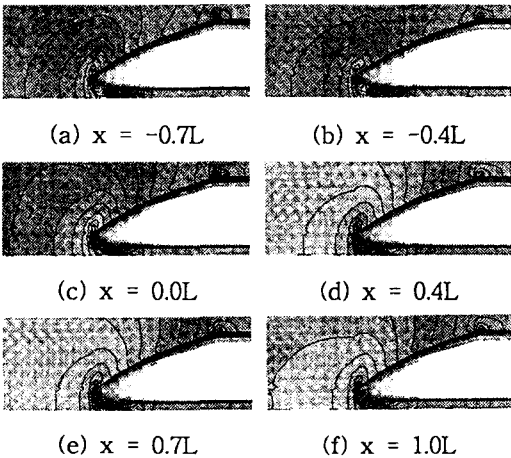 (a) x = -0.7L
(b) x = -0.4L
(c) x = 0.0L
(d) x = 0.4L
(e) x = 0.7L
(f) x = 1.0L